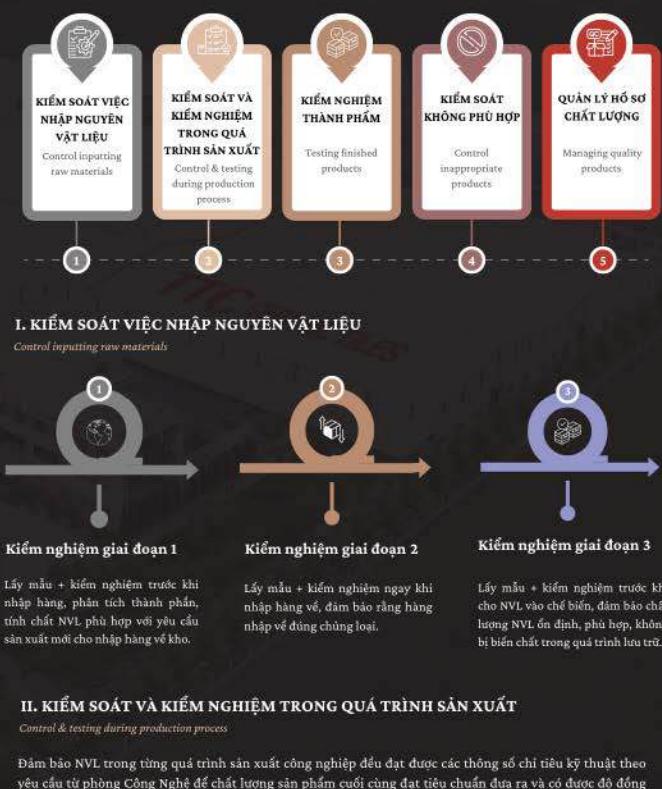 KIỂM SOÁT VIỆC
NHẬP NGUYÊN
VẬT LIỆU
Control inputting
raw materials
1
KIỂM SOÁT VÀ
KIỂM NGHIỆM
TRONG QUÁ
TRÌNH SẢN XUẤT
Control & testing
during production
process
2
KIỂM NGHIỆM
THÀNH PHẨM
Testing finished
products
3
KIỂM SOÁT
KHÔNG PHÙ HỢP
Control
inappropriate
products
4
QUẢN LÝ HỒ SƠ
CHẤT LƯỢNG
Managing quality
products
5
I. KIỂM SOÁT VIỆC NHẬP NGUYÊN VẬT LIỆU
Control inputting raw materials
1
Kiểm nghiệm giai đoạn 1
Lấy mẫu + kiểm nghiệm trước khi
nhập hàng, phân tích thành phần,
tính chất NVL phù hợp với yêu cầu
sản xuất mới cho nhập hàng về kho.
2
Kiểm nghiệm giai đoạn 2
Lấy mẫu + kiểm nghiệm ngay khi
nhập hàng về, đảm bảo rằng hàng
nhập về đúng chủng loại.
3
Kiểm nghiệm giai đoạn 3
Lấy mẫu + kiểm nghiệm trước kh
cho NVL vào chế biến, đảm bảo chấ
lượng NVL ổn định, phù hợp, khôn
bị biến chất trong quá trình lưu trữ.
II. KIỂM SOÁT VÀ KIỂM NGHIỆM TRONG QUÁ TRÌNH SẢN XUẤT
Control & testing during production process
Đảm bảo NVL trong từng quá trình sản xuất công nghiệp đều đạt được các thông số chỉ tiêu kỹ thuật theo
yêu cầu từ phòng Công Nghệ để chất lượng sản phẩm cuối cùng đạt tiêu chuẩn đưa ra và có được độ đồng